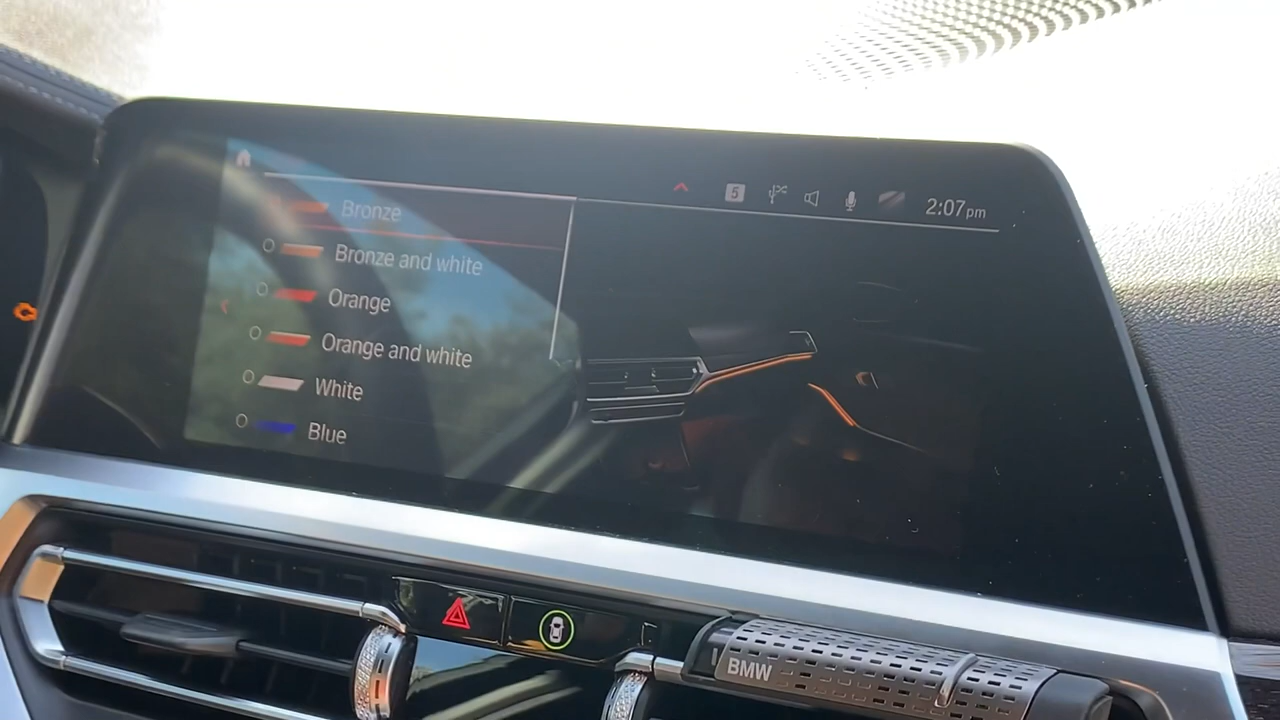 5
2:07pm
Bronze
Bronze and white
Orange
Orange and white
White
Blue
BMW